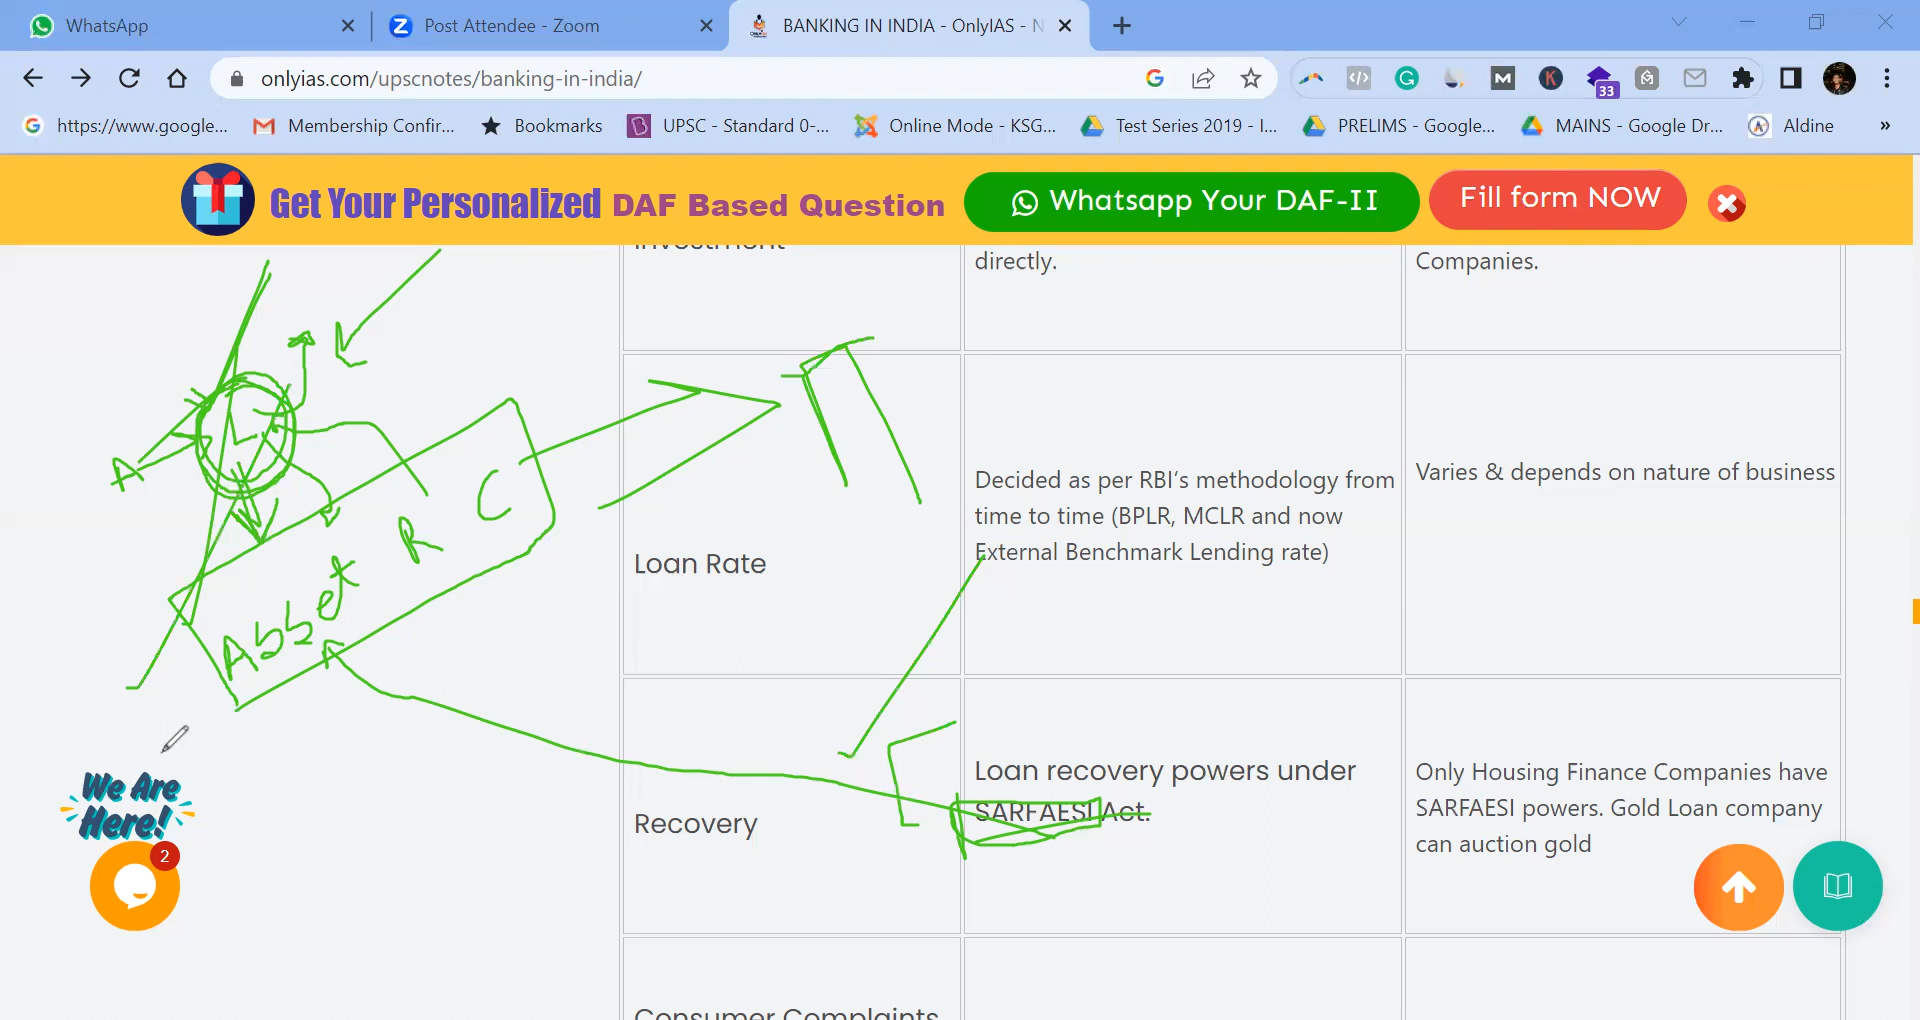 WhatsApp
Post Attendee - Zoom
BANKING IN INDIA - OnlyIAS - N
onlyias.com/upscnotes/banking-in-india/
33
https://www.google...
Membership Confir...
Bookmarks
UPSC - Standard 0-...
Online Mode - KSG...
Test Series 2019 - I...
PRELIMS - Google...
MAINS - Google Dr...
Aldine
»
Get Your Personalized DAF Based Question
Whatsapp Your DAF-II
Fill form NOW
Investment
directly.
Companies.
Loan Rate
Decided as per RBI's methodology from
time to time (BPLR, MCLR and now
External Benchmark Lending rate)
Varies & depends on nature of business
Asset R C
A
L
Recovery
Loan recovery powers under
SARFAESI Act.
Only Housing Finance Companies have
SARFAESI powers. Gold Loan company
can auction gold
We Are
Here!
2
Consumer Complaints